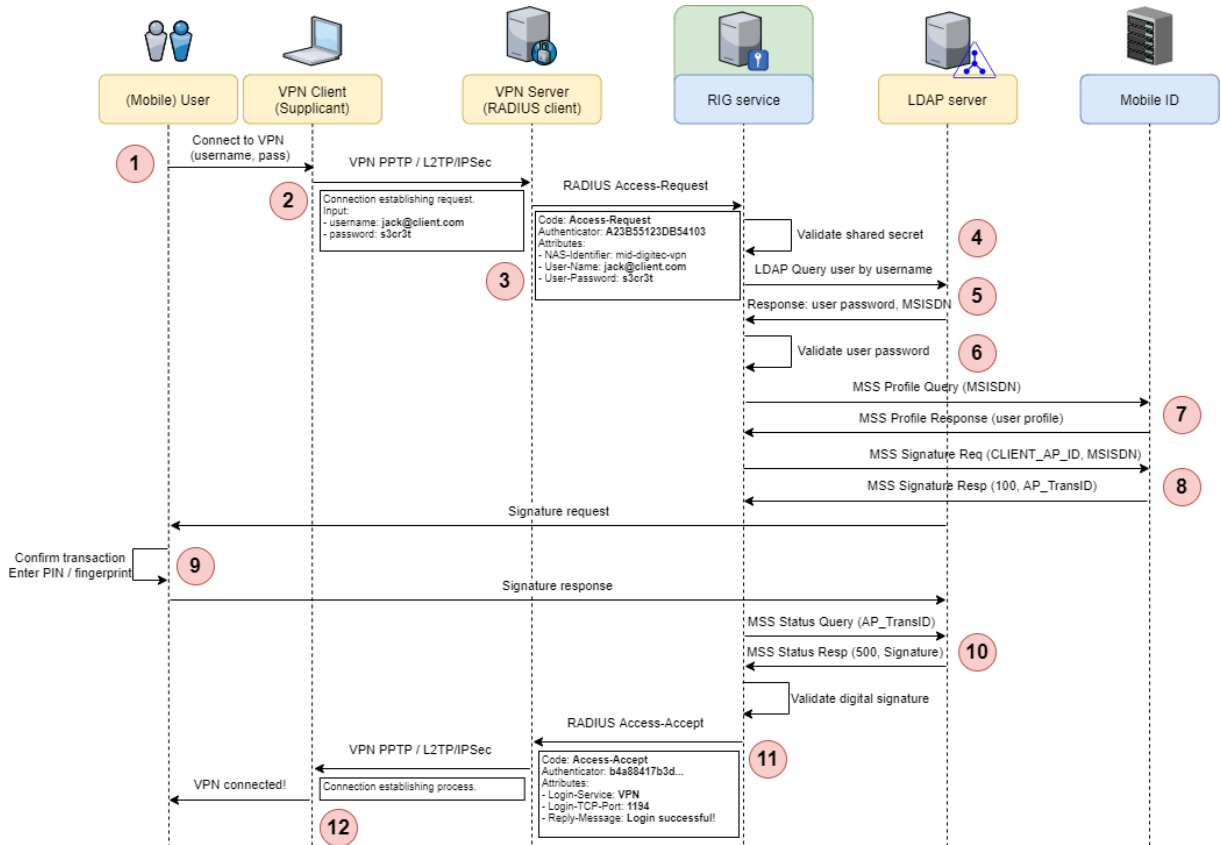 (Mobile) User
VPN Client
(Supplicant)
VPN Server
(RADIUS client)
RIG service
LDAP server
Mobile ID
Connect to VPN
(username, pass)
1
VPN PPTP / L2TP/IPSec
2
Connection establishing request.
Input:
- username: jack@client.com
- password: s3cr3t
RADIUS Access-Request
3
Code: Access-Request
Authenticator: A23B55123DB54103
Attributes:
- NAS-Identifier: mid-digitec-vpn
- User-Name: jack@client.com
- User-Password: s3cr3t
Validate shared secret
4
LDAP Query user by username
5
Response: user password, MSISDN
Validate user password
6
MSS Profile Query (MSISDN)
7
MSS Profile Response (user profile)
MSS Signature Req (CLIENT_AP_ID, MSISDN)
8
MSS Signature Resp (100, AP_TransID)
Signature request
Confirm transaction
Enter PIN / fingerprint
9
Signature response
MSS Status Query (AP_TransID)
10
MSS Status Resp (500, Signature)
Validate digital signature
RADIUS Access-Accept
11
Code: Access-Accept
Authenticator: b4a88417b3d...
Attributes:
- Login-Service: VPN
- Login-TCP-Port: 1194
- Reply-Message: Login successful!
VPN PPTP / L2TP/IPSec
Connection establishing process.
VPN connected!
12